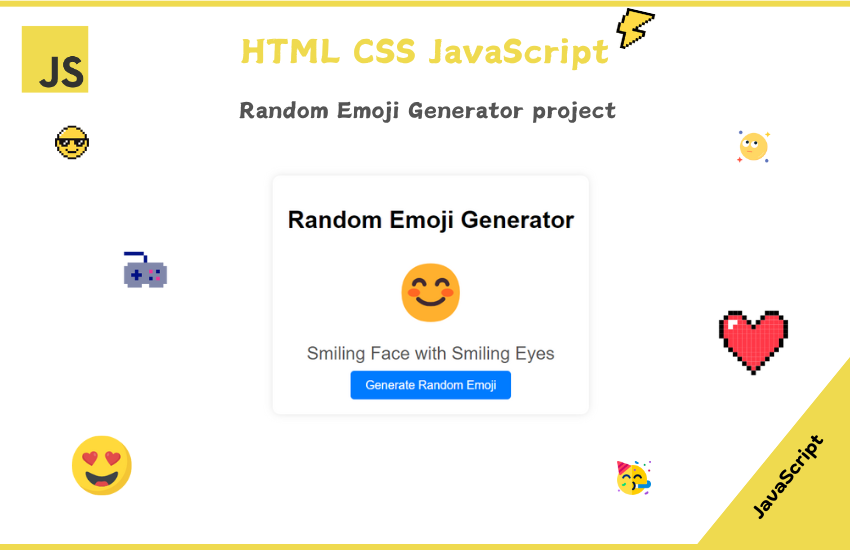 JS
HTML CSS JavaScript
Random Emoji Generator project
Random Emoji Generator
Smiling Face with Smiling Eyes
Generate Random Emoji
JavaScript